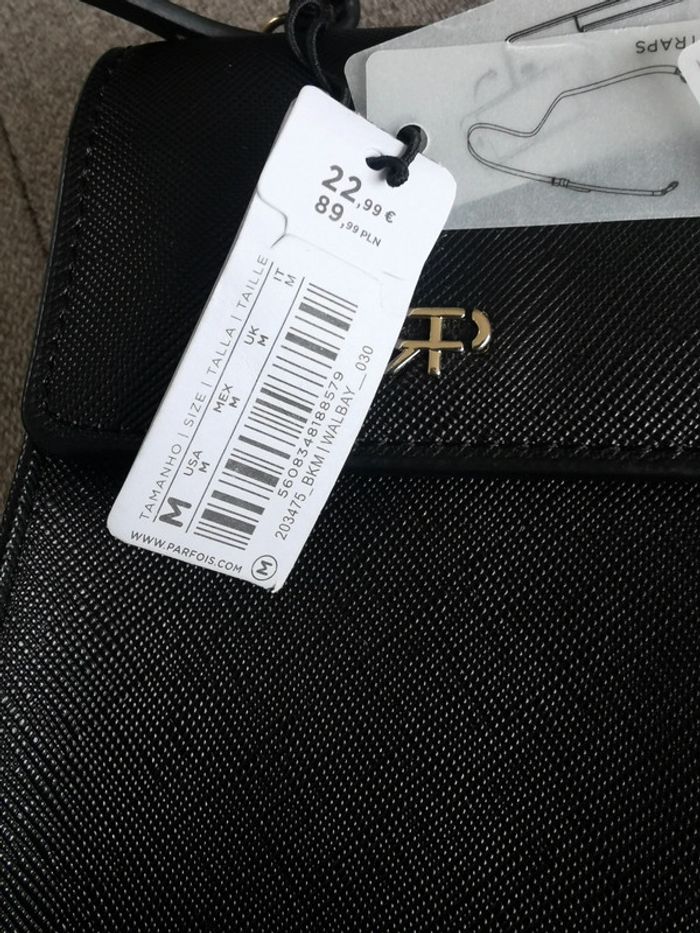 TRAPS
22,99 €
89,99 PLN
TAMANHO | SIZE | TALLA | TAILLE
M
USA
M
MEX
M
UK
M
IT
M
5608348188579
203475_BKM|WALBAY_030
WWW.PARFOIS.COM
M